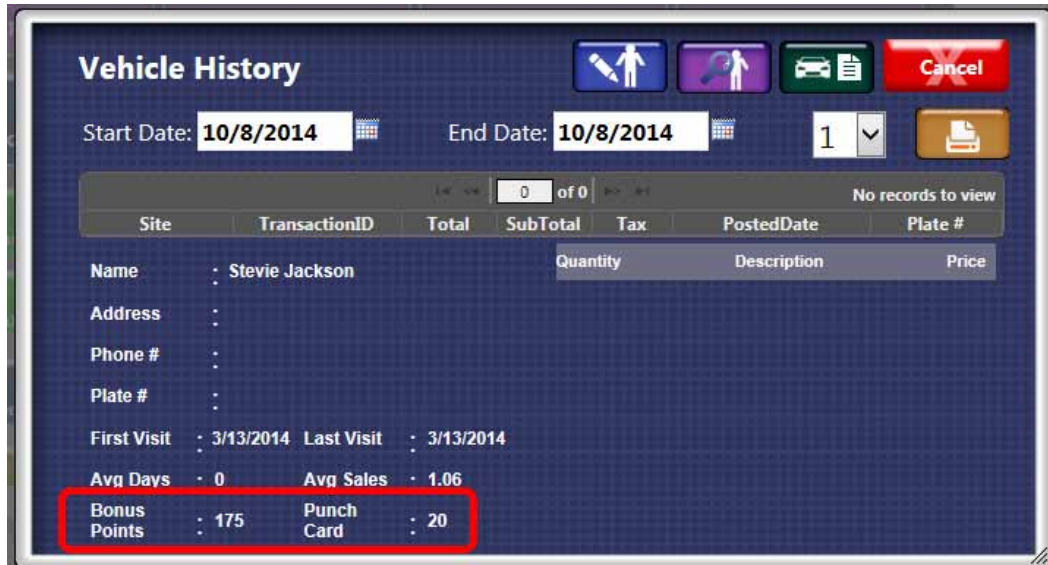 Vehicle History
Cancel
Start Date: 10/8/2014 End Date: 10/8/2014 1
0 of 0 No records to view
Site TransactionID Total SubTotal Tax PostedDate Plate #
Quantity Description Price
Name : Stevie Jackson
Address :
Phone # :
Plate # :
First Visit : 3/13/2014 Last Visit : 3/13/2014
Avg Days : 0 Avg Sales : 1.06
Bonus Points : 175 Punch Card : 20